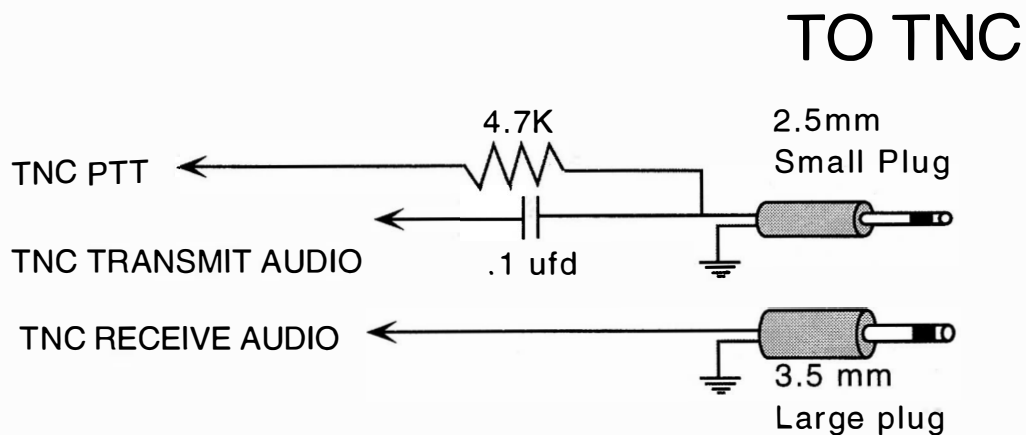 TO TNC
4.7K
2.5mm
Small Plug
TNC PTT
TNC TRANSMIT AUDIO
.1 ufd
TNC RECEIVE AUDIO
3.5 mm
Large plug